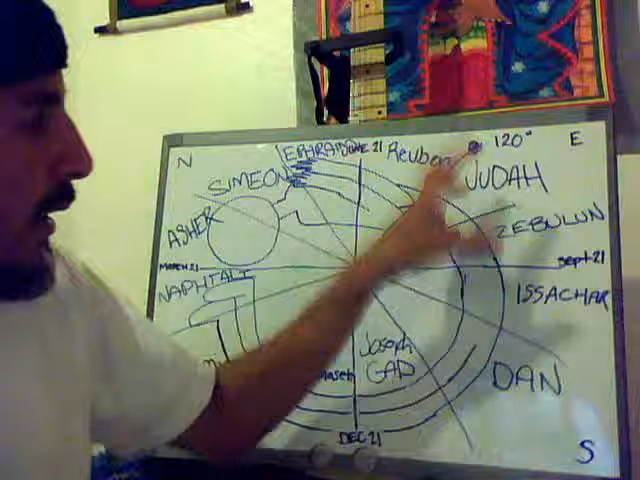 N
EPHRAIM
JUNE 21
Reuben
120°
E
SIMEON
JUDAH
ASHER
ZEBULUN
MARCH 21
Sept 21
NAPHTALI
ISSACHAR
Joseph
GAD
DAN
DEC 21
S